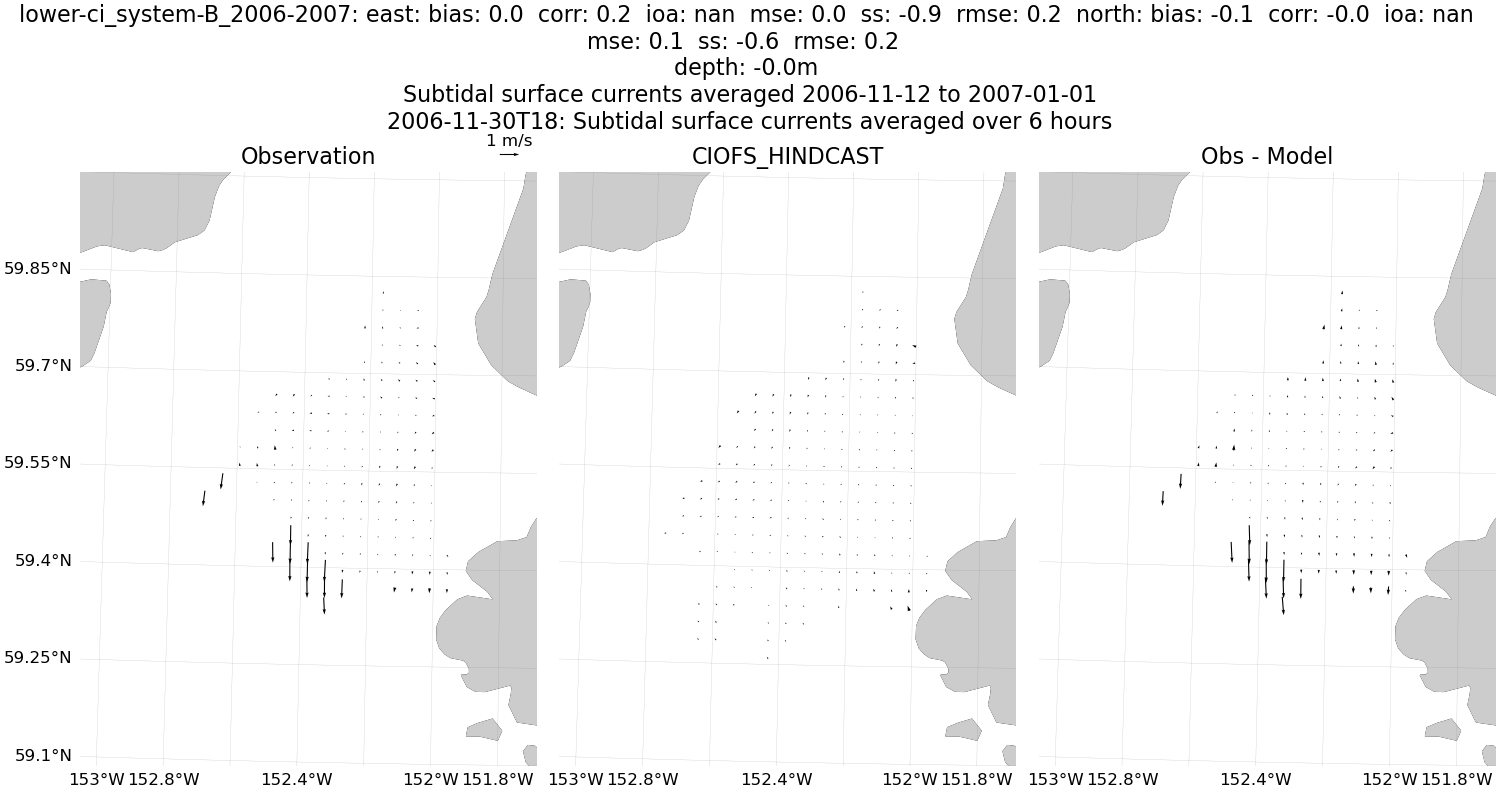 lower-ci_system-B_2006-2007: east: bias: 0.0  corr: 0.2  ioa: nan  mse: 0.0  ss: -0.9  rmse: 0.2  north: bias: -0.1  corr: -0.0  ioa: nan
mse: 0.1  ss: -0.6  rmse: 0.2
depth: -0.0m
Subtidal surface currents averaged 2006-11-12 to 2007-01-01
2006-11-30T18: Subtidal surface currents averaged over 6 hours
1 m/s
Observation
CIOFS_HINDCAST
Obs - Model
59.85°N
59.7°N
59.55°N
59.4°N
59.25°N
59.1°N
153°W 152.8°W 152.4°W 152°W 151.8°W
153°W 152.8°W 152.4°W 152°W 151.8°W
153°W 152.8°W 152.4°W 152°W 151.8°W